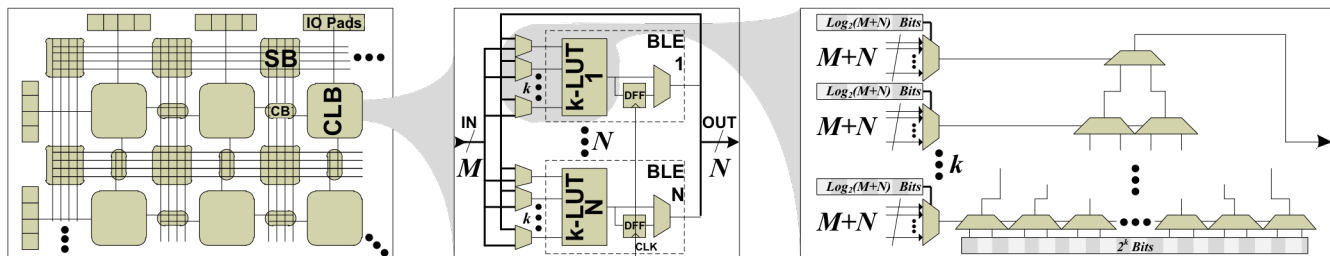 IO Pads
SB
CB
CLB
IN
M
k
k-LUT
1
BLE
1
DFF
N
k
k-LUT
N
BLE
N
DFF
CLK
OUT
N
Log₂(M+N) Bits
M+N
Log₂(M+N) Bits
M+N
k
Log₂(M+N) Bits
M+N
2ᵏ Bits